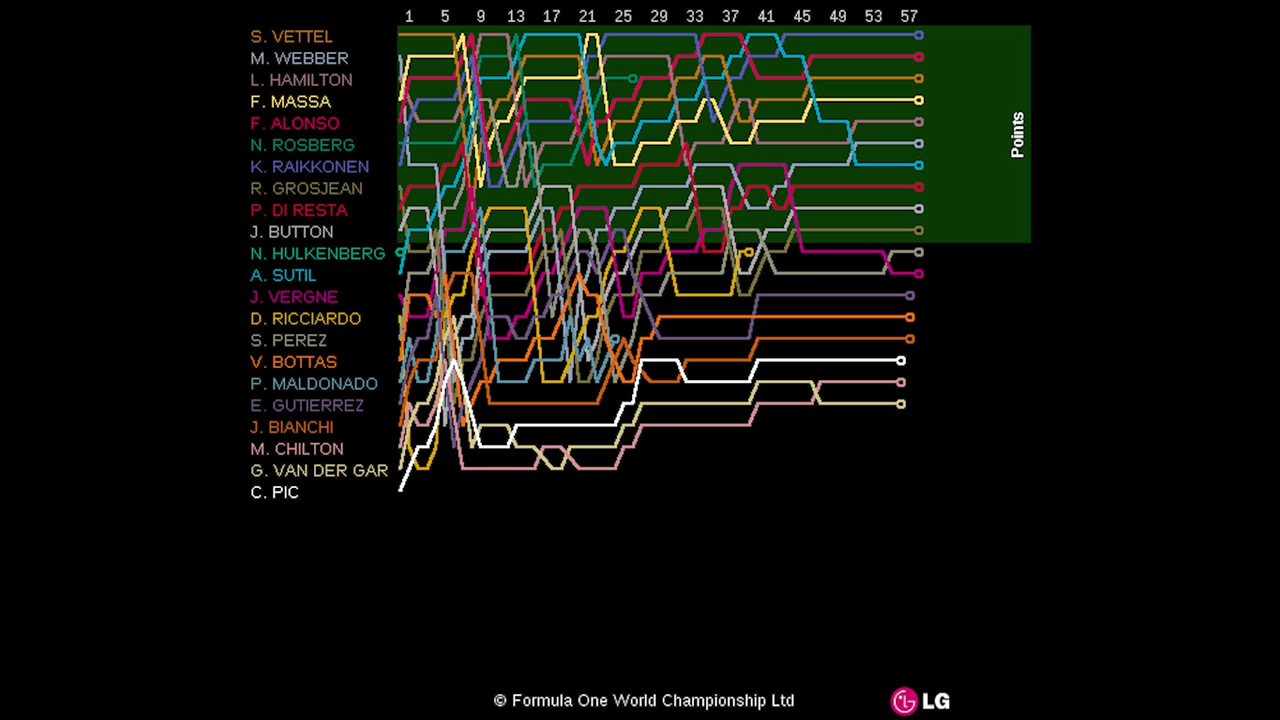 1 5 9 13 17 21 25 29 33 37 41 45 49 53 57
S. VETTEL
M. WEBBER
L. HAMILTON
F. MASSA
F. ALONSO
N. ROSBERG
K. RAIKKONEN
R. GROSJEAN
P. DI RESTA
J. BUTTON
N. HULKENBERG
A. SUTIL
J. VERGNE
D. RICCIARDO
S. PEREZ
V. BOTTAS
P. MALDONADO
E. GUTIERREZ
J. BIANCHI
M. CHILTON
G. VAN DER GAR
C. PIC
Points
© Formula One World Championship Ltd
LG